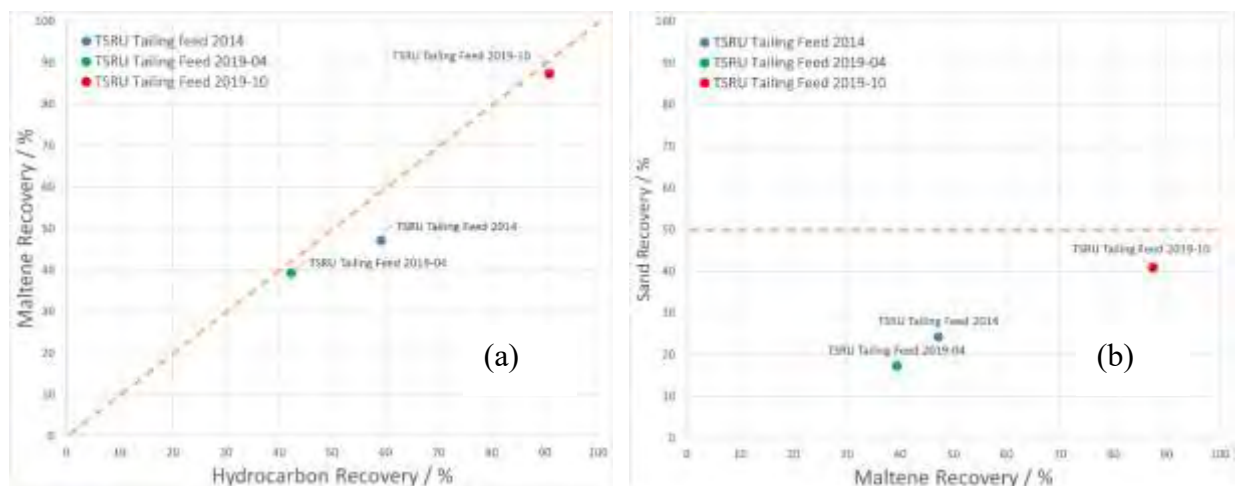 100
90
80
70
60
50
40
30
20
10
0
Maltene Recovery / %
TSRU Tailing feed 2014
TSRU Tailing Feed 2019-04
TSRU Tailing Feed 2019-10
TSRU Tailing Feed 2019-10
TSRU Tailing Feed 2014
TSRU Tailing Feed 2019-04
(a)
0 10 20 30 40 50 60 70 80 90 100
Hydrocarbon Recovery / %
100
90
80
70
60
50
40
30
20
10
0
Sand Recovery / %
TSRU Tailing Feed 2014
TSRU Tailing Feed 2019-04
TSRU Tailing Feed 2019-10
TSRU Tailing Feed 2019-10
TSRU Tailing Feed 2014
TSRU Tailing Feed 2019-04
(b)
0 10 20 30 40 50 60 70 80 90 100
Maltene Recovery / %